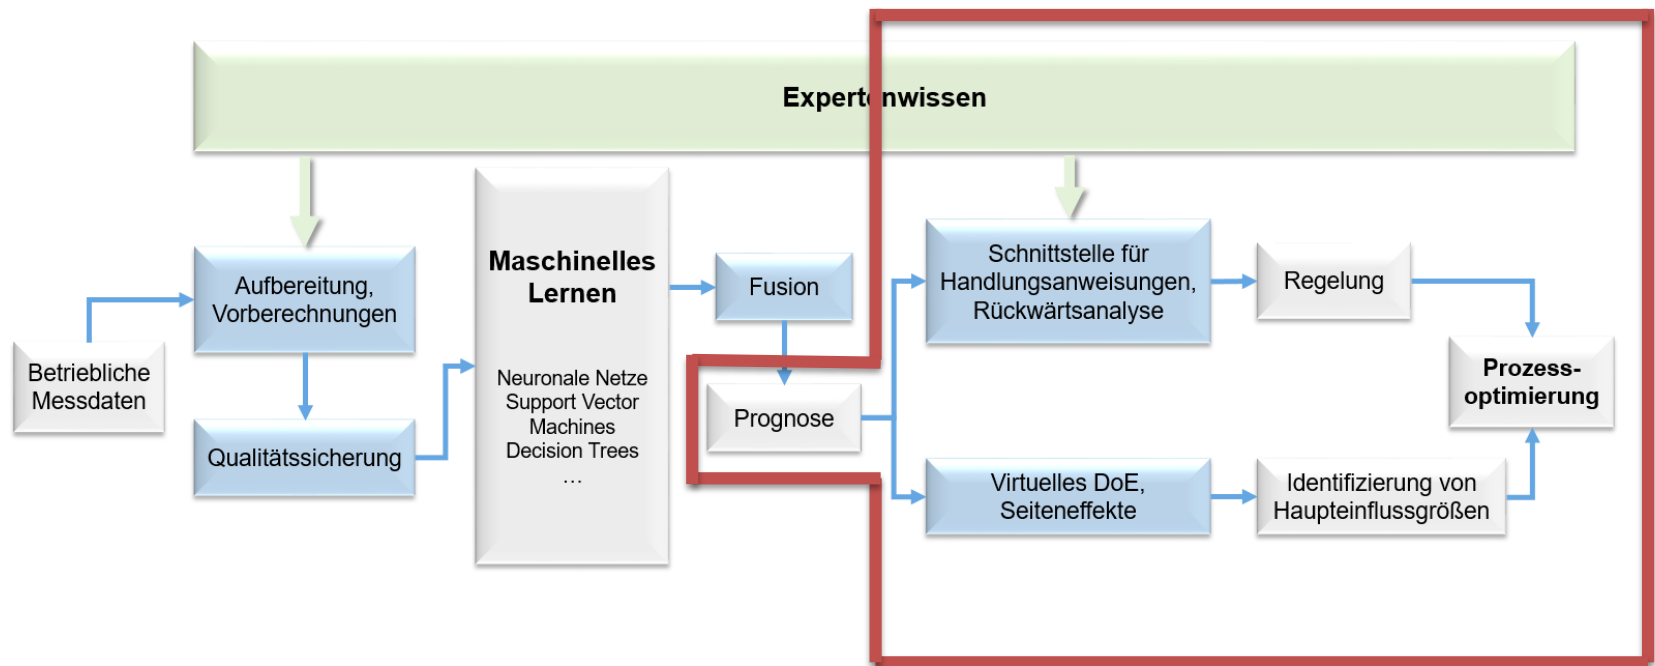 Expertenwissen
Betriebliche
Messdaten
Aufbereitung,
Vorberechnungen
Qualitätssicherung
Maschinelles
Lernen
Neuronale Netze
Support Vector
Machines
Decision Trees
...
Fusion
Prognose
Schnittstelle für
Handlungsanweisungen,
Rückwärtsanalyse
Regelung
Virtuelles DoE,
Seiteneffekte
Identifizierung von
Haupteinflussgrößen
Prozess-
optimierung